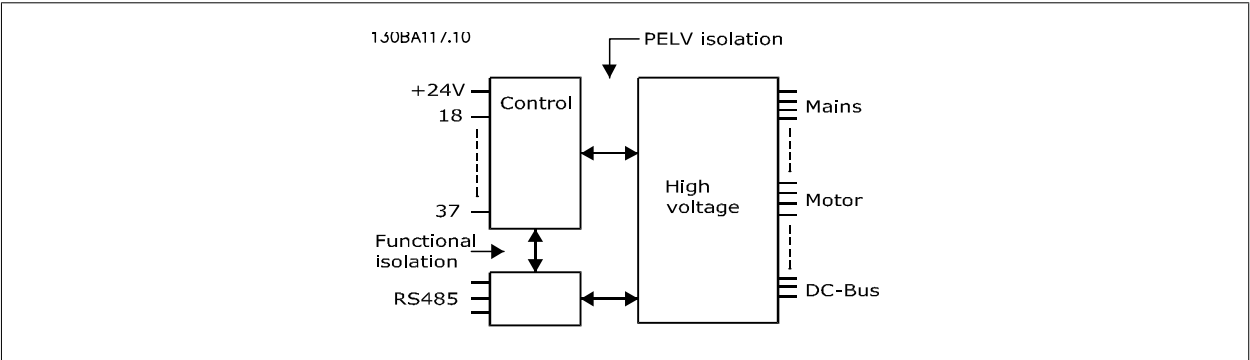 130BA117.10
PELV isolation
+24V
Control
18
Mains
High
voltage
Motor
37
Functional
isolation
RS485
DC-Bus